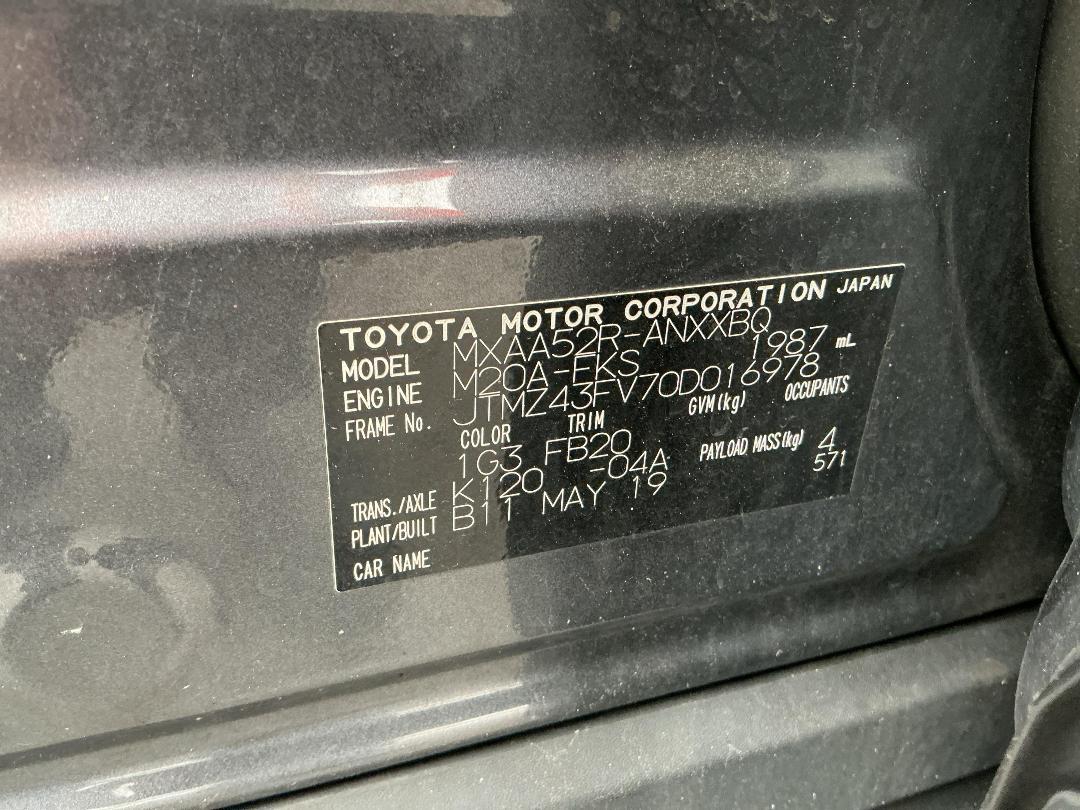 TOYOTA MOTOR CORPORATION JAPAN
MODEL MXAA52R-ANXXBQ
ENGINE M20A-FKS 1987 mL
FRAME No. JTMZ43FV70D016978
COLOR TRIM GVM(kg) OCCUPANTS
1G3 FB20 PAYLOAD MASS(kg) 4
TRANS./AXLE K120 -04A 571
PLANT/BUILT B11 MAY 19
CAR NAME